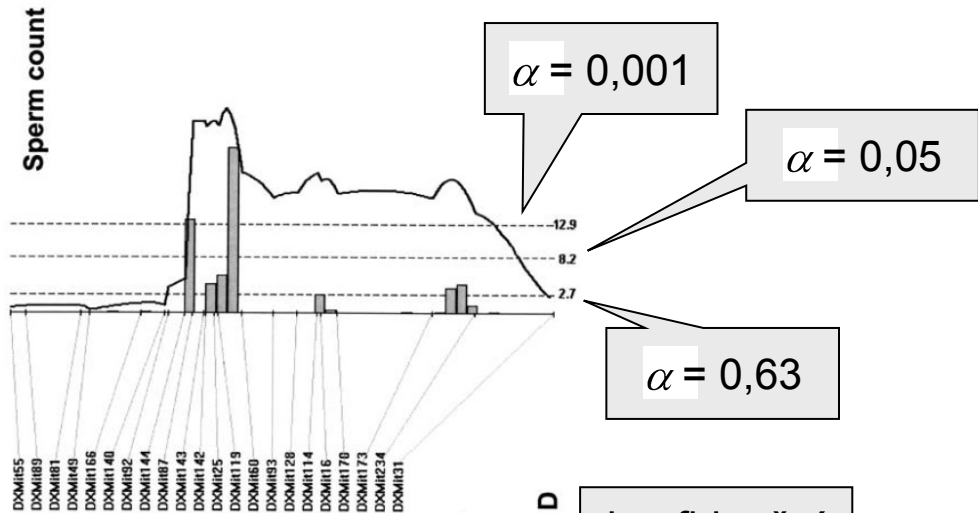 Sperm count
α = 0,001
α = 0,05
12.9
8.2
2.7
α = 0,63
DXMit55
DXMit89
DXMit81
DXMit49
DXMit166
DXMit140
DXMit92
DXMit144
DXMit87
DXMit143
DXMit142
DXMit25
DXMit119
DXMit60
DXMit93
DXMit128
DXMit114
DXMit16
DXMit170
DXMit173
DXMit234
DXMit31
D